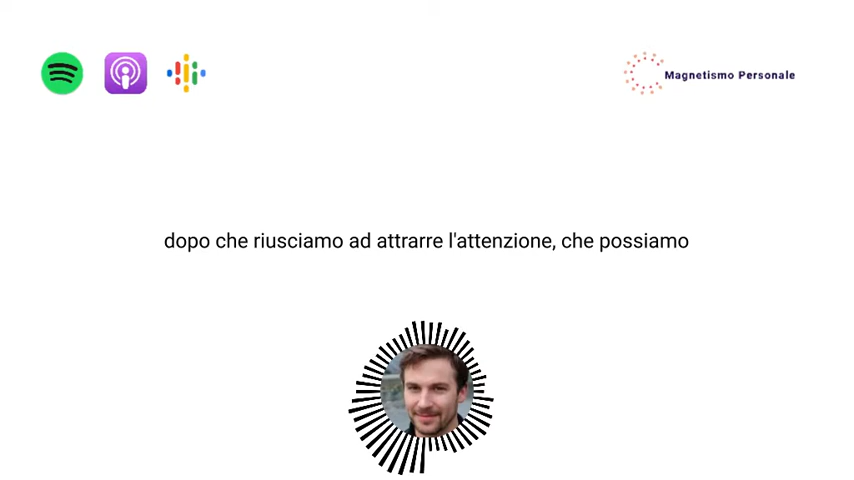 Magnetismo Personale
dopo che riusciamo ad attrarre l'attenzione, che possiamo